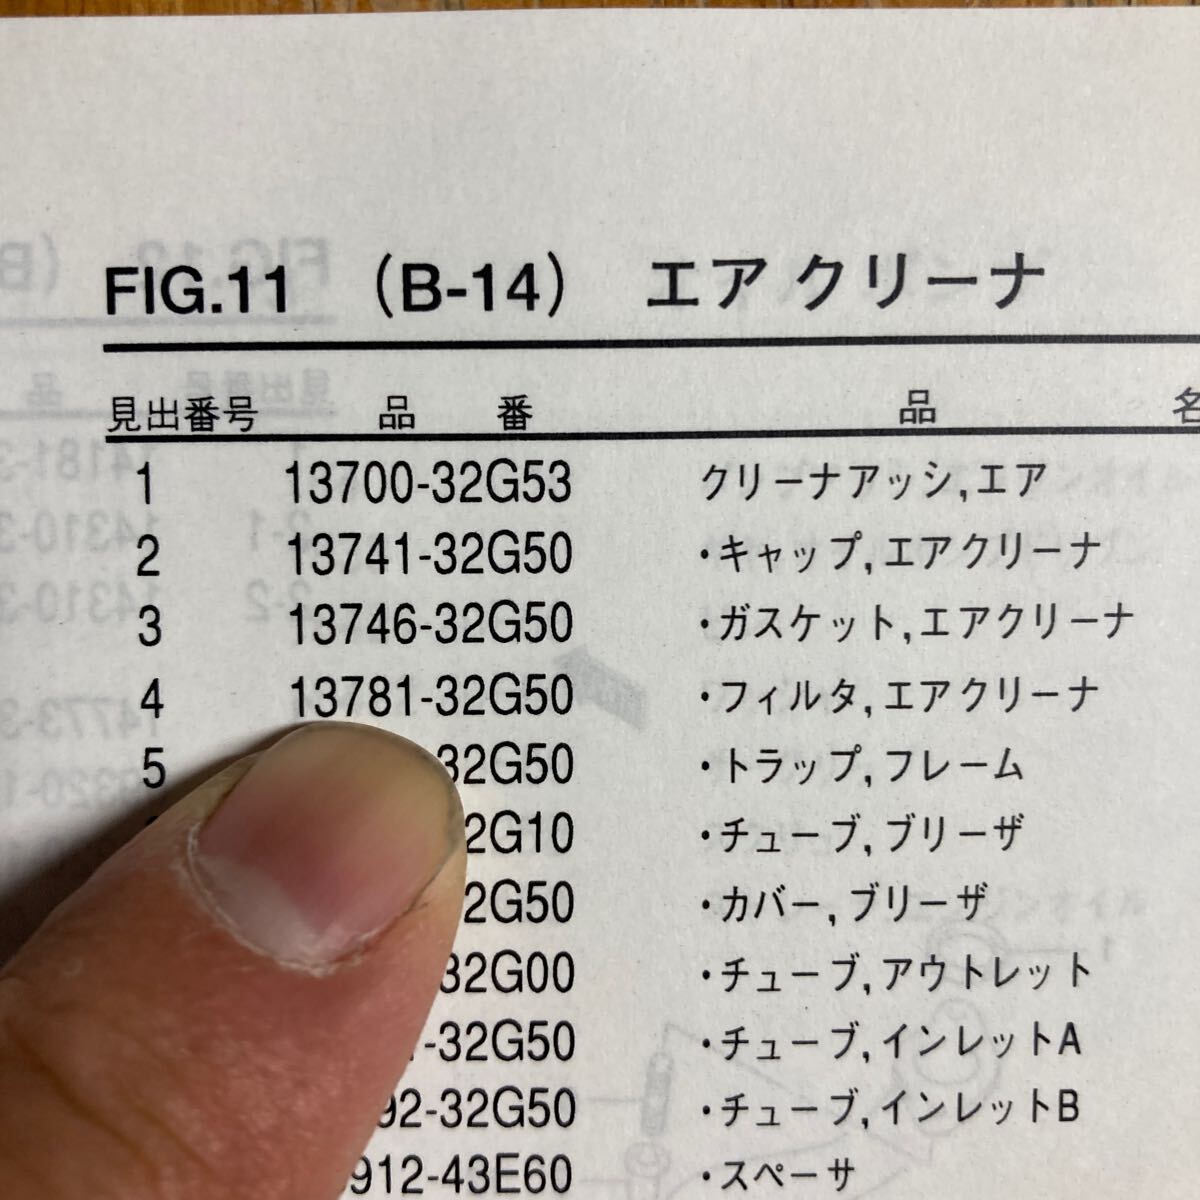 FIG.11 (B-14) エア クリーナ
見出番号 品 番 品 名
1 13700-32G53 クリーナアッシ,エア
2 13741-32G50 ・キャップ,エアクリーナ
3 13746-32G50 ・ガスケット,エアクリーナ
4 13781-32G50 ・フィルタ,エアクリーナ
5 32G50 ・トラップ,フレーム
2G10 ・チューブ,ブリーザ
2G50 ・カバー,ブリーザ
32G00 ・チューブ,アウトレット
1-32G50 ・チューブ,インレットA
92-32G50 ・チューブ,インレットB
912-43E60 ・スペーサ